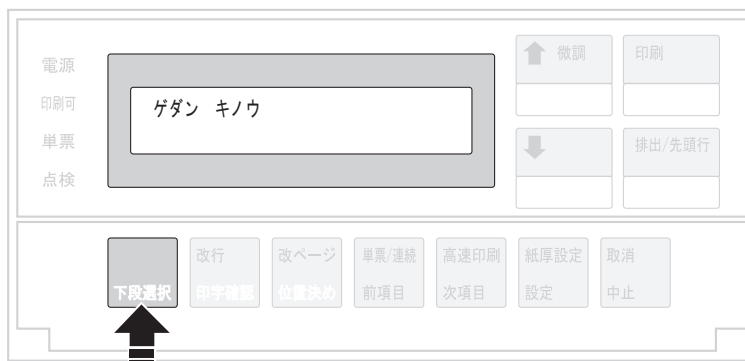 電源
印刷可
単票
点検
ゲダン キノウ
微調
印刷
排出/先頭行
下段選択
改行
印字確認
改ページ
位置決め
単票/連続
前項目
高速印刷
次項目
紙厚設定
設定
取消
中止